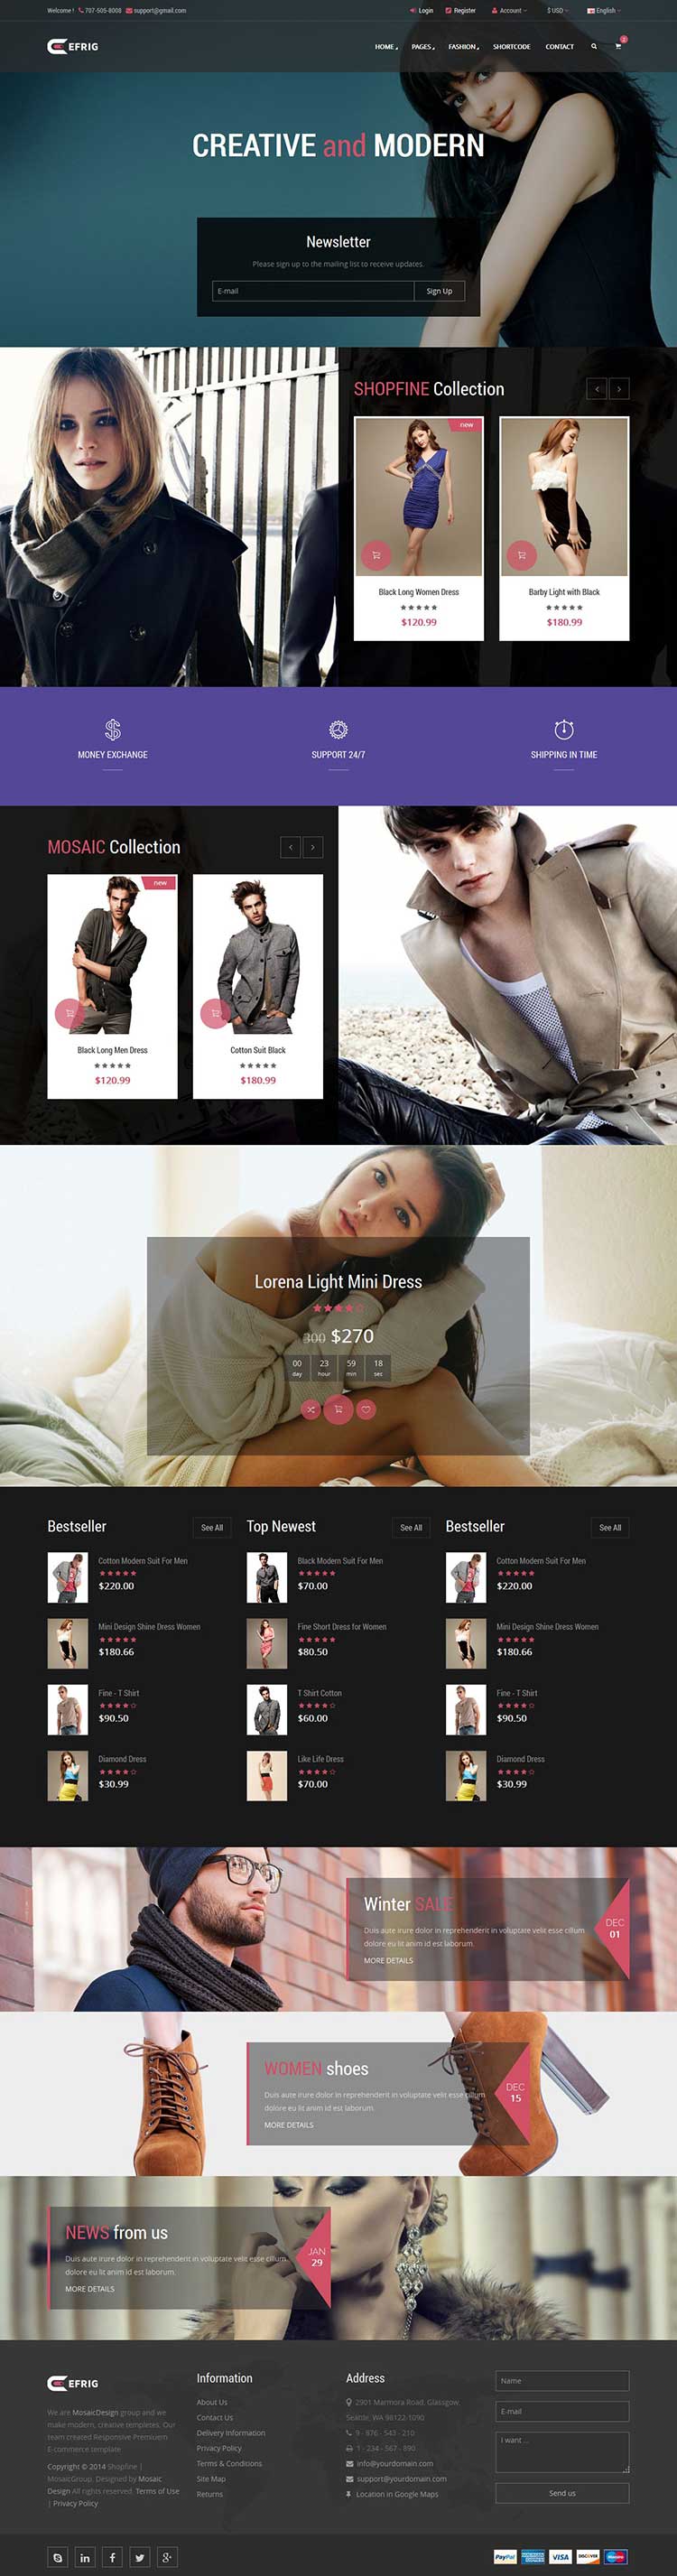 Welcome ! 707-505-8008 support@gmail.com
Login Register Account $ USD English
EFRIG
HOME PAGES FASHION SHORTCODE CONTACT 2
CREATIVE and MODERN
Newsletter
Please sign up to the mailing list to receive updates.
E-mail Sign Up
SHOPFINE Collection
new
Black Long Women Dress
$120.99
Barby Light with Black
$180.99
MONEY EXCHANGE
SUPPORT 24/7
SHIPPING IN TIME
MOSAIC Collection
new
Black Long Men Dress
$120.99
Cotton Suit Black
$180.99
Lorena Light Mini Dress
300 $270
00 23 59 18
day hour min sec
Bestseller See All
Cotton Modern Suit For Men
$220.00
Mini Design Shine Dress Women
$180.66
Fine - T Shirt
$90.50
Diamond Dress
$30.99
Top Newest See All
Black Modern Suit For Men
$70.00
Fine Short Dress for Women
$80.50
T Shirt Cotton
$60.00
Like Life Dress
$70.00
Bestseller See All
Cotton Modern Suit For Men
$220.00
Mini Design Shine Dress Women
$180.66
Fine - T Shirt
$90.50
Diamond Dress
$30.99
Winter SALE
Duis aute irure dolor in reprehenderit in voluptate velit esse cillum
dolore eu lit anim id est laborum.
MORE DETAILS
DEC
01
WOMEN shoes
Duis aute irure dolor in reprehenderit in voluptate velit esse cillum
dolore eu lit anim id est laborum.
MORE DETAILS
DEC
15
NEWS from us
Duis aute irure dolor in reprehenderit in voluptate velit esse cillum
dolore eu lit anim id est laborum.
MORE DETAILS
JAN
29
EFRIG
We are MosaicDesign group and we
make modern, creative templates. Our
team created Responsive Premium
E-commerce template
Copyright © 2014 Shopfine |
MosaicGroup. Designed by Mosaic
Design All rights reserved. Terms of Use
| Privacy Policy
Information
About Us
Contact Us
Delivery Information
Privacy Policy
Terms & Conditions
Site Map
Returns
Address
2901 Marmora Road, Glassgow,
Seattle, WA 98122-1090
9 - 876 - 543 - 210
1 - 234 - 567 - 890
info@yourdomain.com
support@yourdomain.com
Location in Google Maps
Name
E-mail
I want ...
Send us
PayPal AMERICAN EXPRESS VISA DISCOVER Maestro